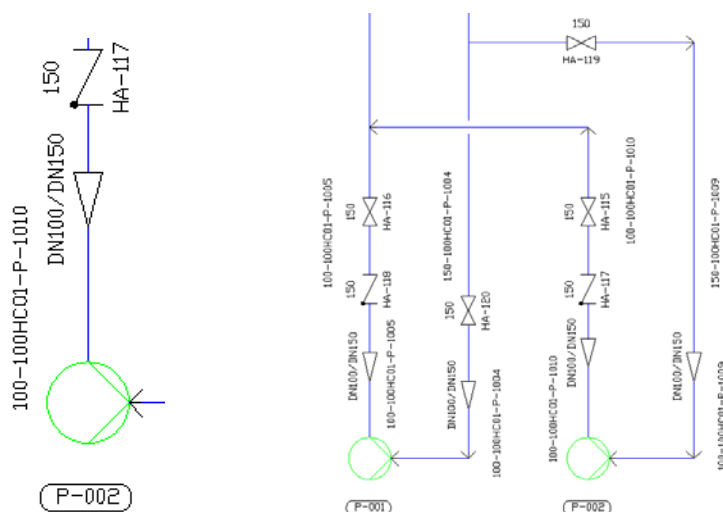 150
HA-117
DN100/DN150
100-100HC01-P-1010
P-002
150
HA-119
100-100HC01-P-1005
150
HA-116
150-100HC01-P-1004
150
HA-115
100-100HC01-P-1010
150-100HC01-P-1009
150
HA-118
150
HA-120
150
HA-117
DN100/DN150
100-100HC01-P-1005
DN100/DN150
100-100HC01-P-1004
100-100HC01-P-1010
DN100/DN150
DN100/DN150
100-100HC01-P-1009
P-001
P-002